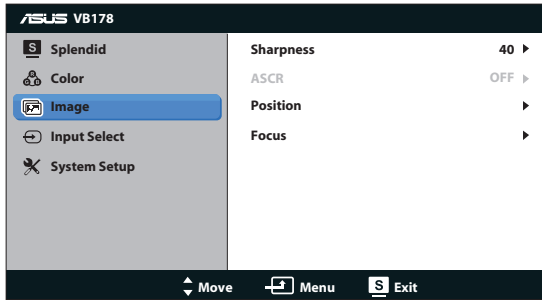 ASUS VB178
S Splendid
Color
Image
Input Select
System Setup
Sharpness 40
ASCR OFF
Position
Focus
Move Menu S Exit